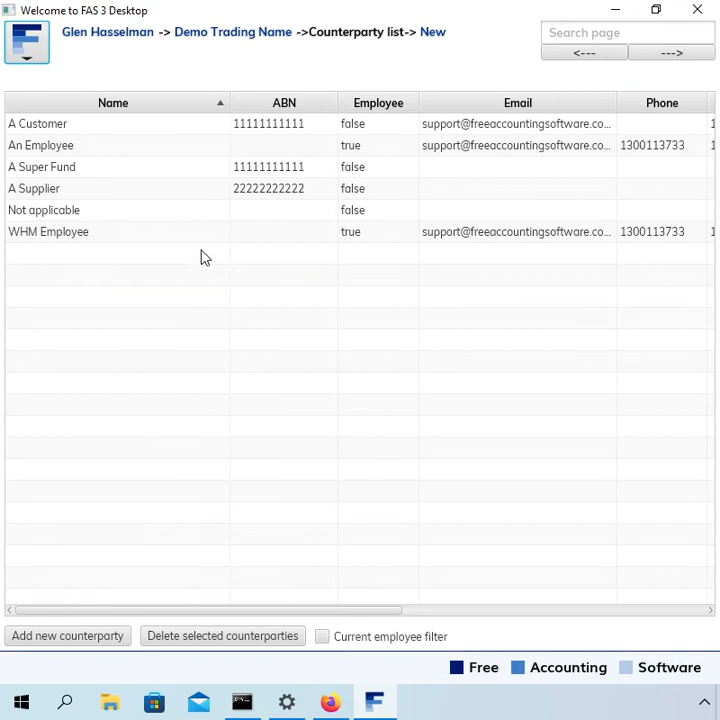 Welcome to FAS 3 Desktop
Glen Hasselman -> Demo Trading Name ->Counterparty list-> New
Search page
<--- --->
Name ABN Employee Email Phone
A Customer 11111111111 false support@freeaccountingsoftware.co... 1
An Employee true support@freeaccountingsoftware.co... 1300113733 1
A Super Fund 11111111111 false
A Supplier 22222222222 false
Not applicable false
WHM Employee true support@freeaccountingsoftware.co... 1300113733 1
Add new counterparty Delete selected counterparties Current employee filter
Free Accounting Software